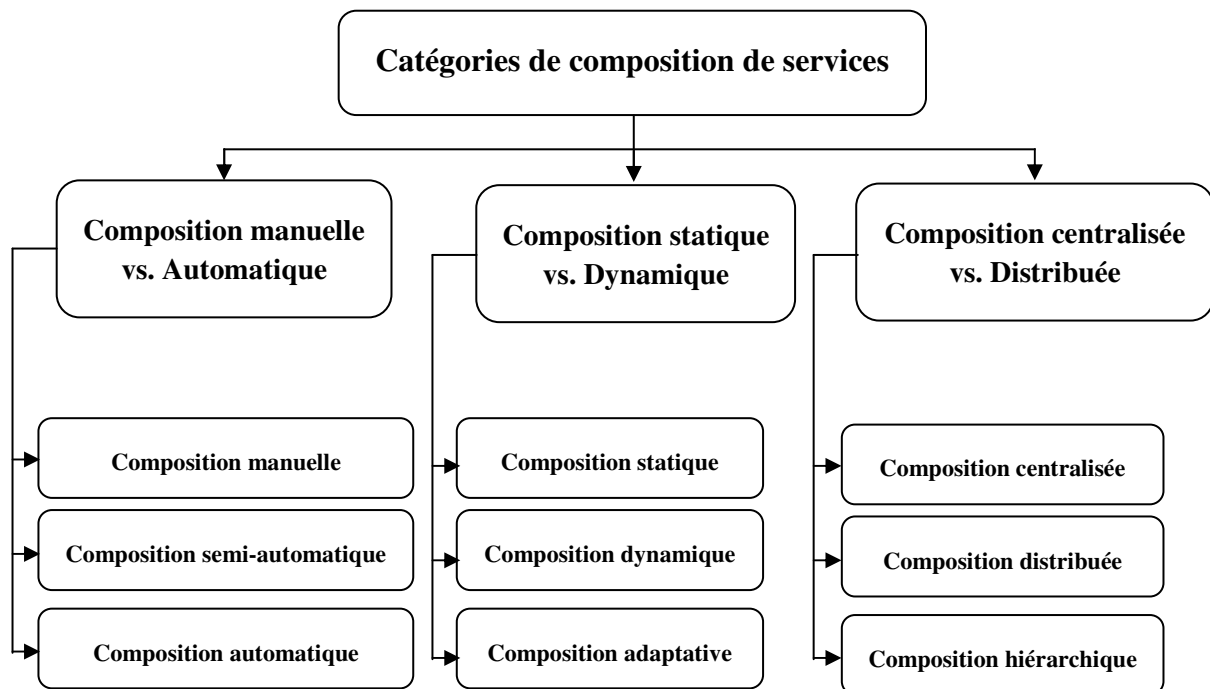 Catégories de composition de services
Composition manuelle
vs. Automatique
Composition statique
vs. Dynamique
Composition centralisée
vs. Distribuée
Composition manuelle
Composition semi-automatique
Composition automatique
Composition statique
Composition dynamique
Composition adaptative
Composition centralisée
Composition distribuée
Composition hiérarchique